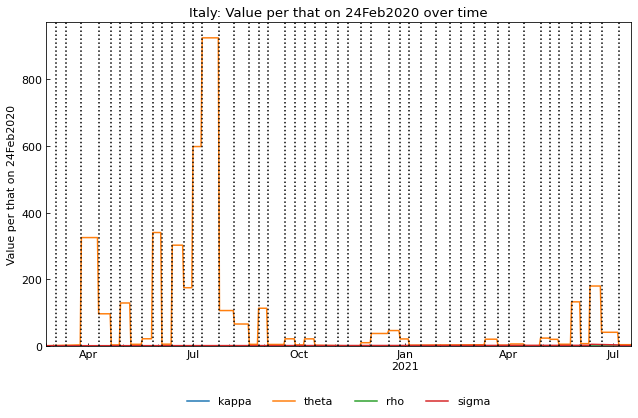 Italy: Value per that on 24Feb2020 over time
Value per that on 24Feb2020
800
600
400
200
0
Apr Jul Oct Jan Apr Jul
2021
kappa theta rho sigma